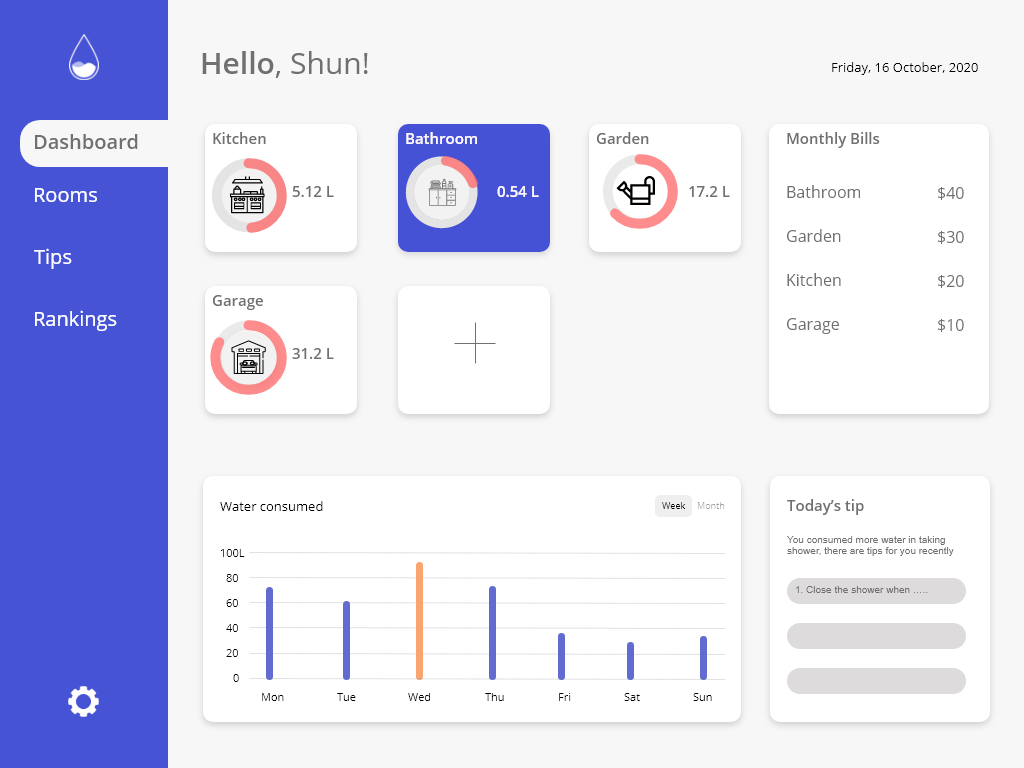 Hello, Shun!
Friday, 16 October, 2020
Dashboard
Rooms
Tips
Rankings
Kitchen
5.12 L
Bathroom
0.54 L
Garden
17.2 L
Garage
31.2 L
Monthly Bills
Bathroom $40
Garden $30
Kitchen $20
Garage $10
Water consumed
Week Month
100L
80
60
40
20
0
Mon Tue Wed Thu Fri Sat Sun
Today’s tip
You consumed more water in taking
shower, there are tips for you recently
1. Close the shower when …..